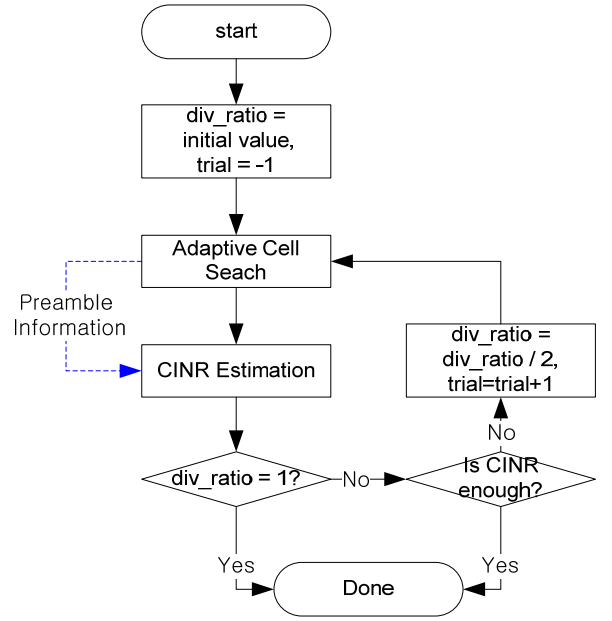 start
div_ratio =
initial value,
trial = -1
Adaptive Cell
Seach
Preamble
Information
CINR Estimation
div_ratio =
div_ratio / 2,
trial=trial+1
No
div_ratio = 1?
No
Is CINR
enough?
Yes
Yes
Done